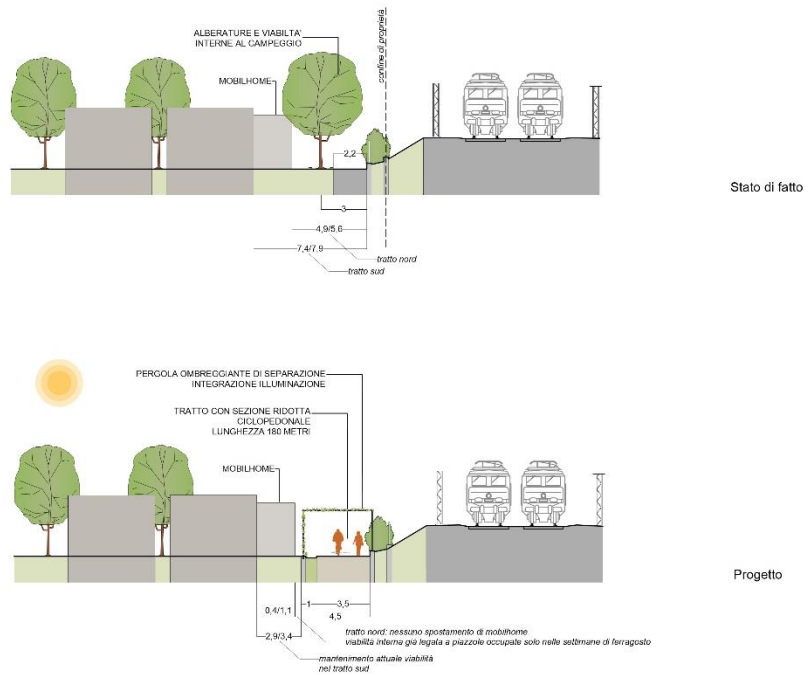 ALBERATURE E VIABILTA'
INTERNE AL CAMPEGGIO
MOBILHOME
confine di proprietà
2,2
3
4,9/5,6
7,4/7,9
tratto nord
tratto sud
Stato di fatto
PERGOLA OMBREGGIANTE DI SEPARAZIONE
INTEGRAZIONE ILLUMINAZIONE
TRATTO CON SEZIONE RIDOTTA
CICLOPEDONALE
LUNGHEZZA 180 METRI
MOBILHOME
1
3,5
0,4/1,1
4,5
2,9/3,4
tratto nord: nessuno spostamento di mobilhome
viabilità interna già legata a piazzole occupate solo nelle settimane di ferragosto
mantenimento attuale viabilità
nel tratto sud
Progetto